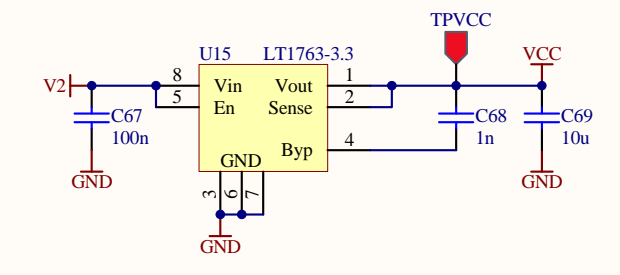 TPVCC
U15 LT1763-3.3 VCC
V2 8 Vin Vout 1
5 En Sense 2
C67 C68 C69
100n 1n 10u
Byp 4
GND
GND GND
3 6 7
GND